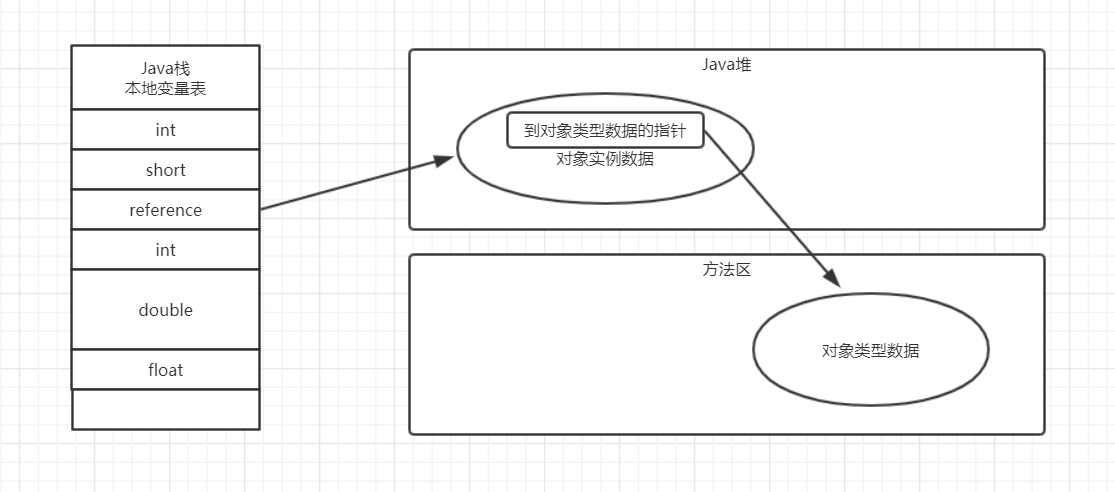 Java栈
本地变量表
int
short
reference
int
double
float
Java堆
到对象类型数据的指针
对象实例数据
方法区
对象类型数据